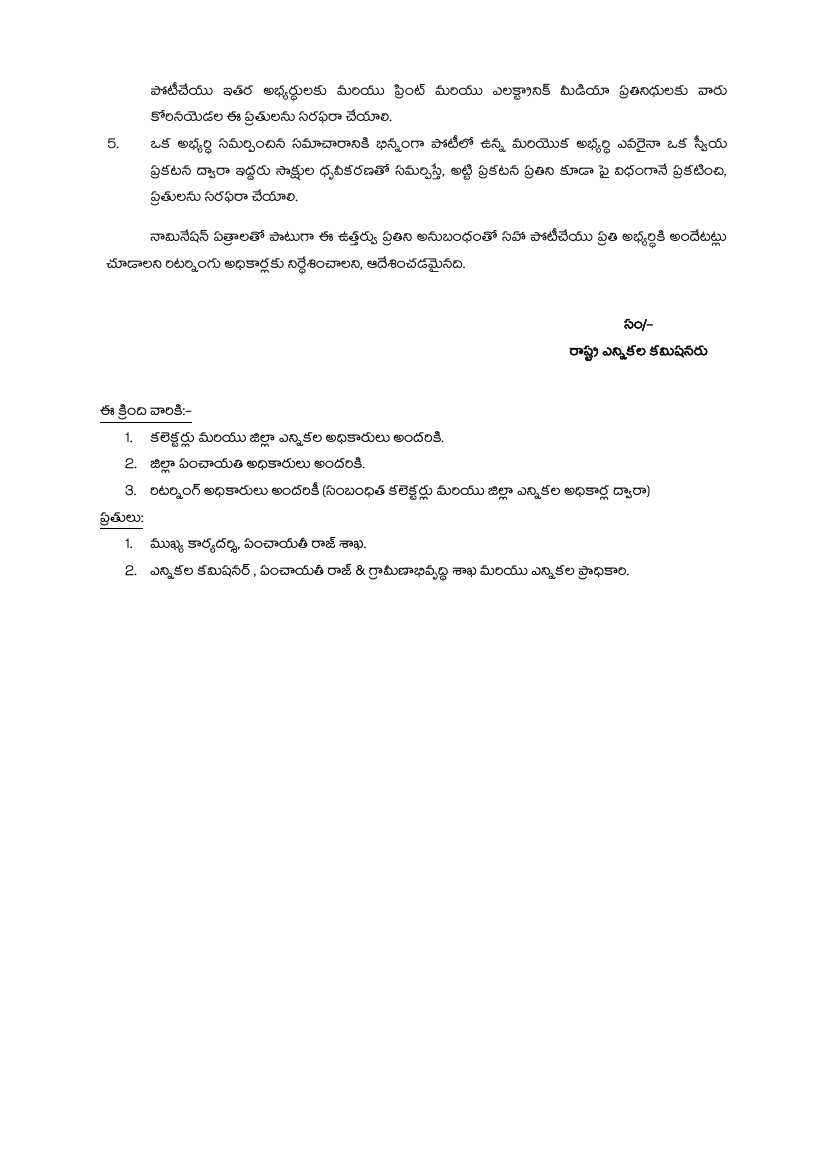 పోటీచేయు ఇతర అభ్యర్ధులకు మరియు ప్రింట్ మరియు ఎలక్ట్రానిక్ మీడియా ప్రతినిధులకు వారు
కోరినయెడల ఈ ప్రతులను సరఫరా చేయాలి.
5. ఒక అభ్యర్ధి సమర్పించిన సమాచారానికి భిన్నంగా పోటీలో ఉన్న మరియొక అభ్యర్ధి ఎవరైనా ఒక స్వీయ
ప్రకటన ద్వారా ఇద్దరు సాక్షుల ధృవీకరణతో సమర్పిస్తే, అట్టి ప్రకటన ప్రతిని కూడా పై విధంగానే ప్రకటించి,
ప్రతులను సరఫరా చేయాలి.
నామినేషన్ పత్రాలతో పాటుగా ఈ ఉత్తర్వు ప్రతిని అనుబంధంతో సహా పోటీచేయు ప్రతి అభ్యర్ధికి అందేటట్లు
చూడాలని రిటర్నింగు అధికార్లకు నిర్ధేశించాలని, ఆదేశించడమైనది.
సం/-
రాష్ట్ర ఎన్నికల కమిషనరు
ఈ క్రింది వారికి:-
1. కలెక్టర్లు మరియు జిల్లా ఎన్నికల అధికారులు అందరికి.
2. జిల్లా పంచాయతి అధికారులు అందరికి.
3. రిటర్నింగ్ అధికారులు అందరికీ (సంబంధిత కలెక్టర్లు మరియు జిల్లా ఎన్నికల అధికార్ల ద్వారా)
ప్రతులు:
1. ముఖ్య కార్యదర్శి, పంచాయతీ రాజ్ శాఖ.
2. ఎన్నికల కమిషనర్ , పంచాయతీ రాజ్ & గ్రామీణాభివృద్ధి శాఖ మరియు ఎన్నికల ప్రాధికారి.